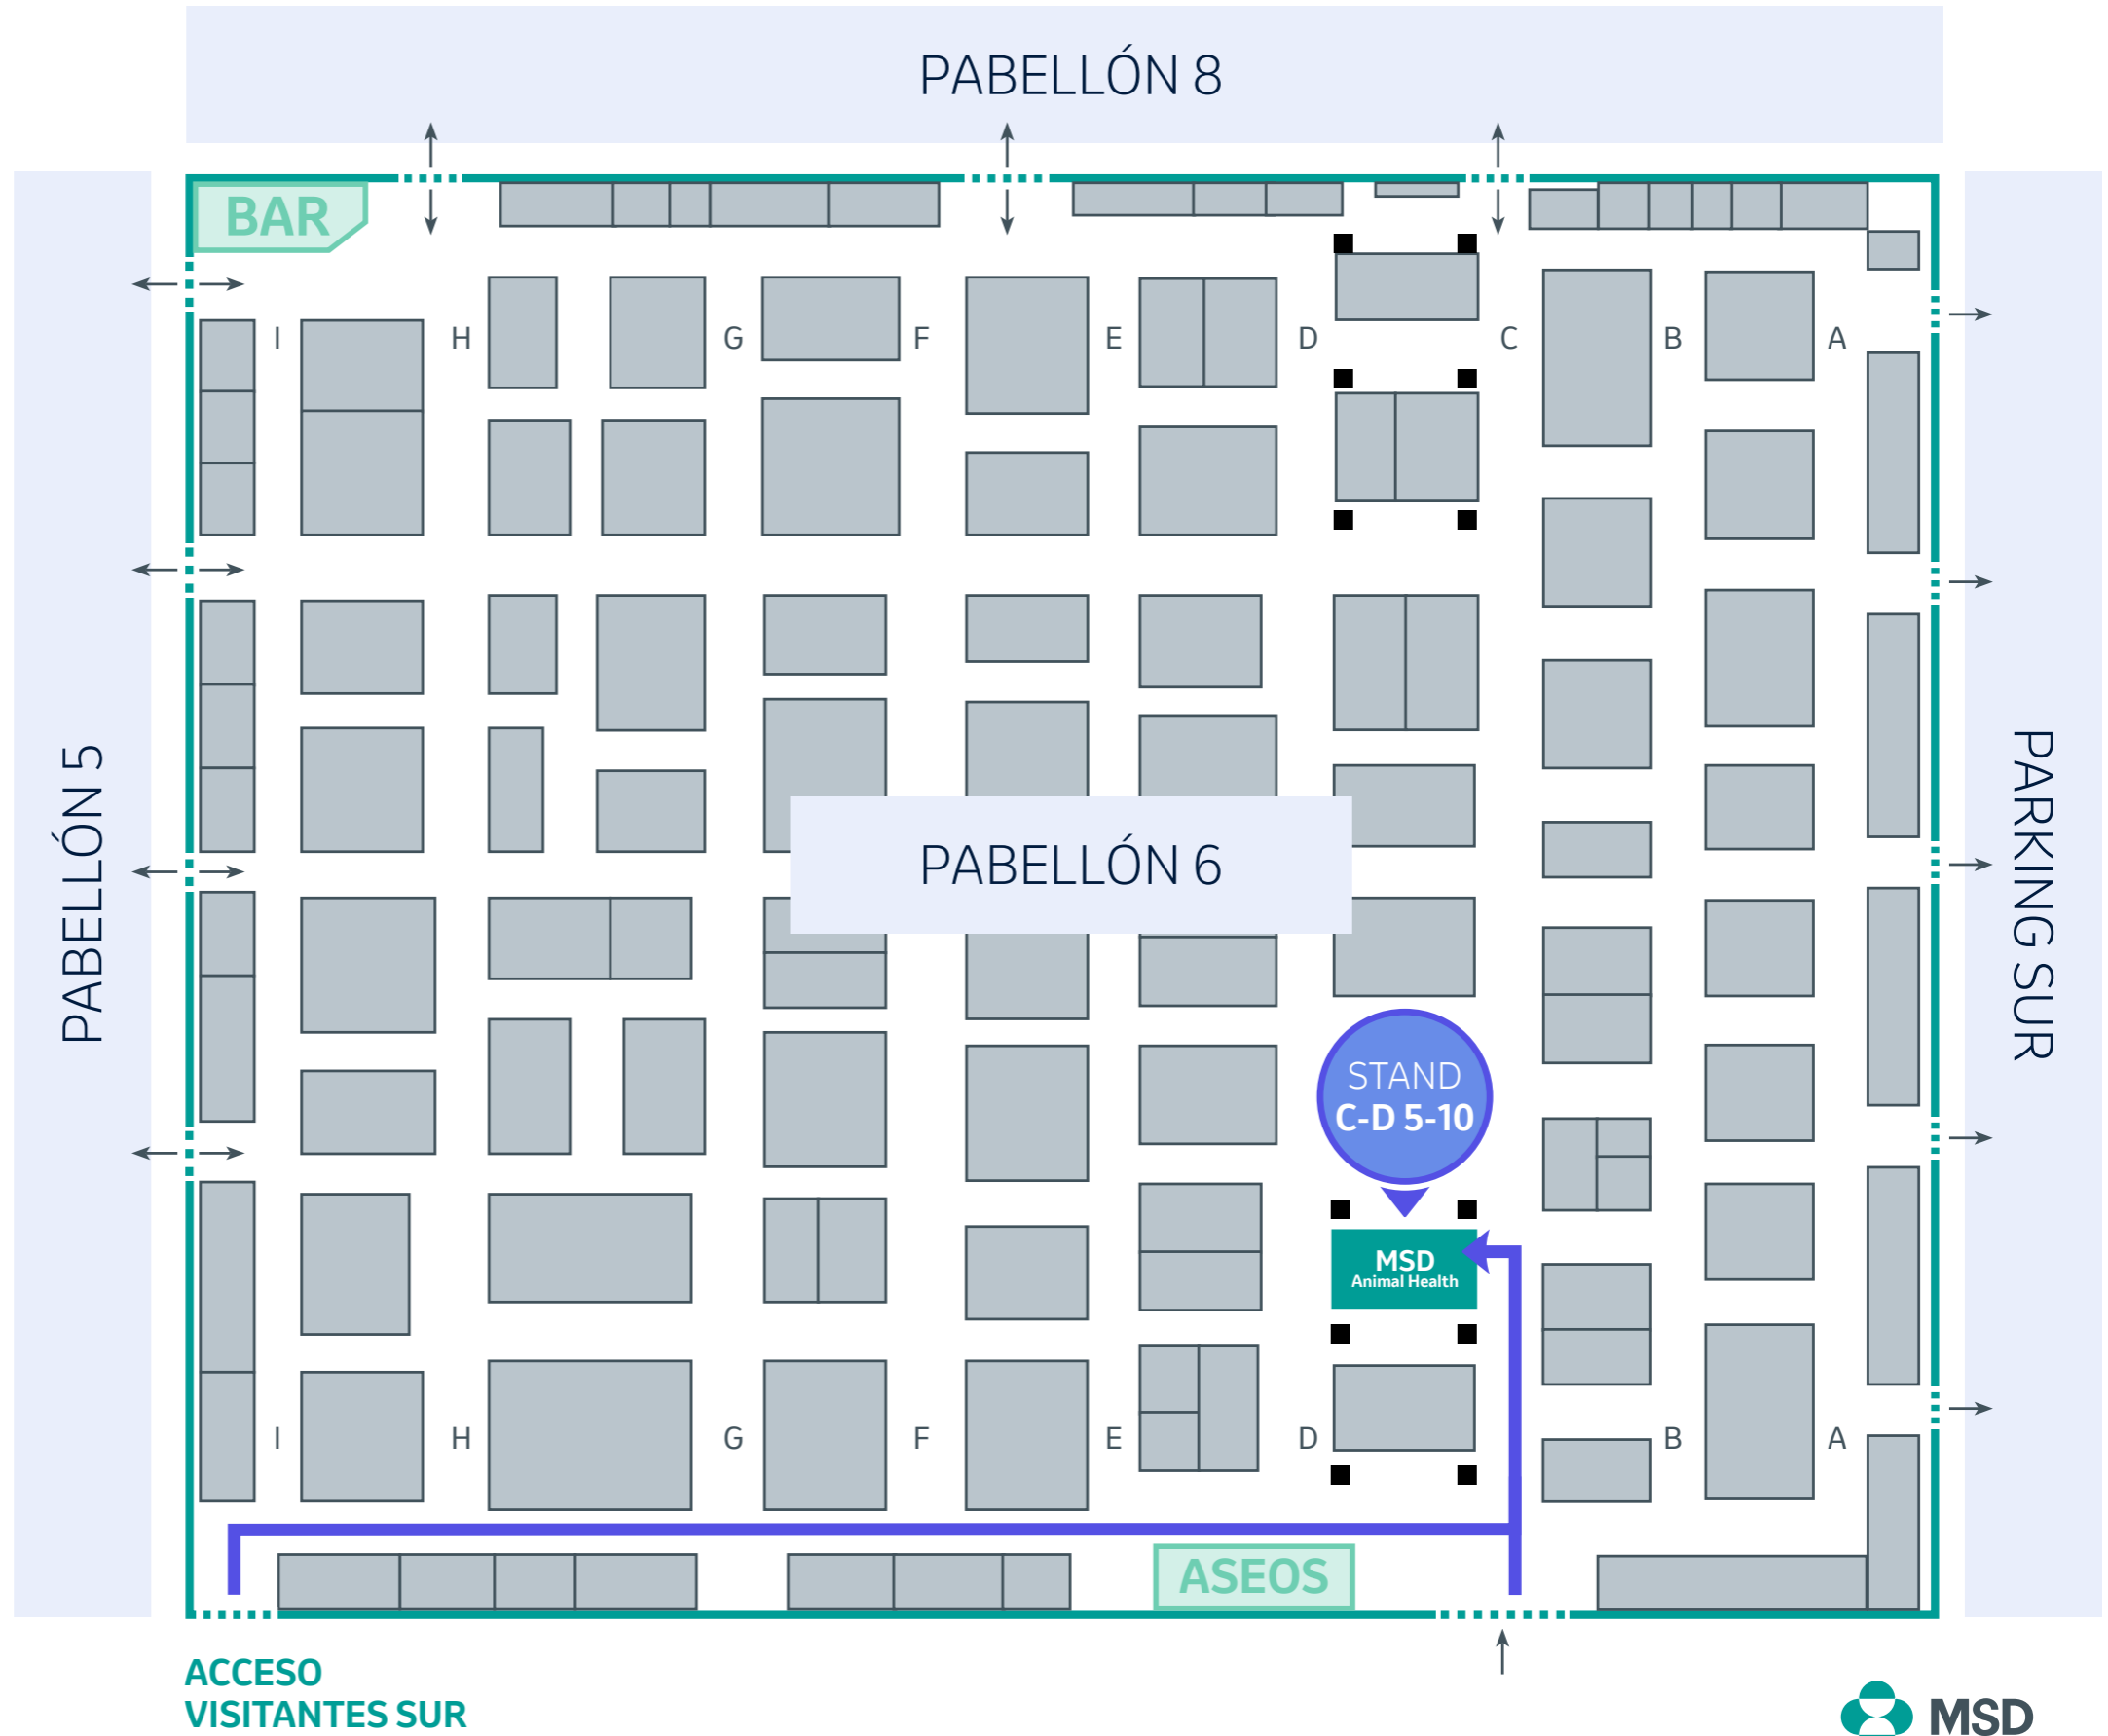 PABELLÓN 8
BAR
I H G F E D C B A
PABELLÓN 5
PARKING SUR
PABELLÓN 6
STAND
C-D 5-10
MSD
Animal Health
I H G F E D B A
ASEOS
ACCESO
VISITANTES SUR
MSD